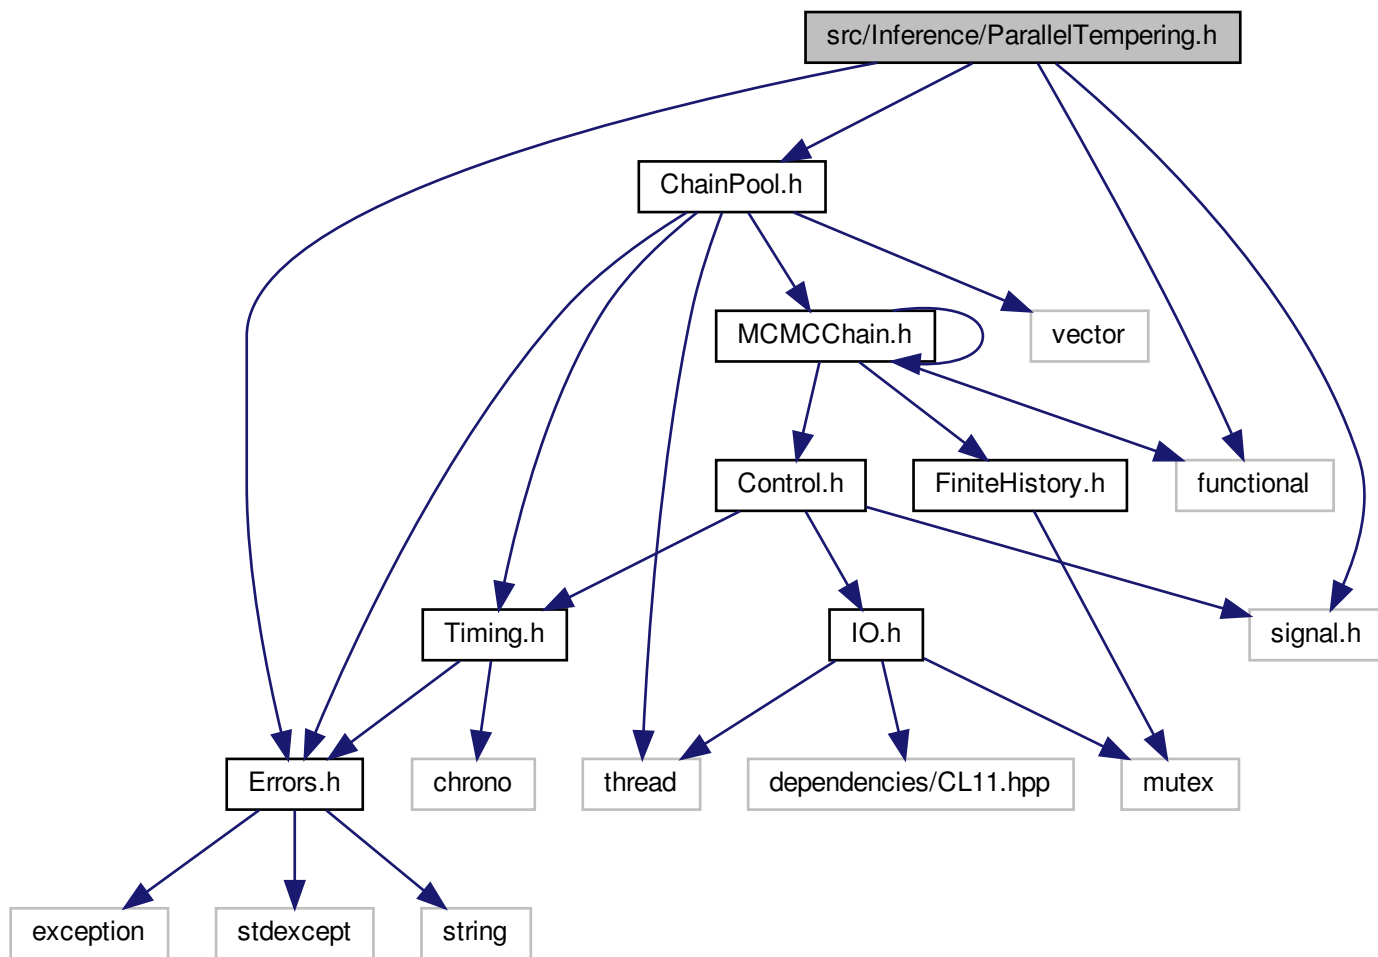 src/Inference/ParallelTempering.h
ChainPool.h
MCMCChain.h
vector
Control.h
FiniteHistory.h
functional
Timing.h
IO.h
signal.h
Errors.h
chrono
thread
dependencies/CL11.hpp
mutex
exception
stdexcept
string